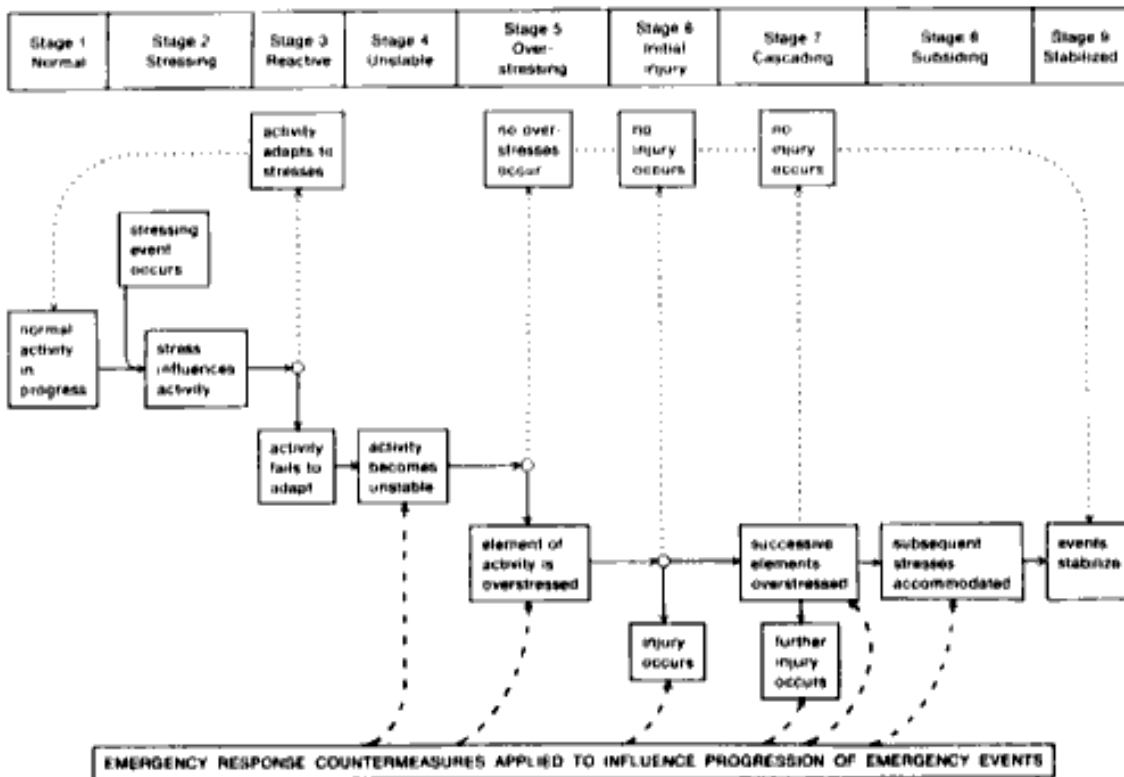 Stage 1
Normal
Stage 2
Stressing
Stage 3
Reactive
Stage 4
Unstable
Stage 5
Over-
stressing
Stage 6
Initial
injury
Stage 7
Cascading
Stage 8
Subsiding
Stage 9
Stabilized
activity
adapts to
stresses
no over-
stresses
occur
no
injury
occurs
no
injury
occurs
stressing
event
occurs
normal
activity
in
progress
stress
influences
activity
activity
fails to
adapt
activity
becomes
unstable
element of
activity is
overstressed
successive
elements
overstressed
subsequent
stresses
accommodated
events
stabilize
injury
occurs
further
injury
occurs
EMERGENCY RESPONSE COUNTERMEASURES APPLIED TO INFLUENCE PROGRESSION OF EMERGENCY EVENTS